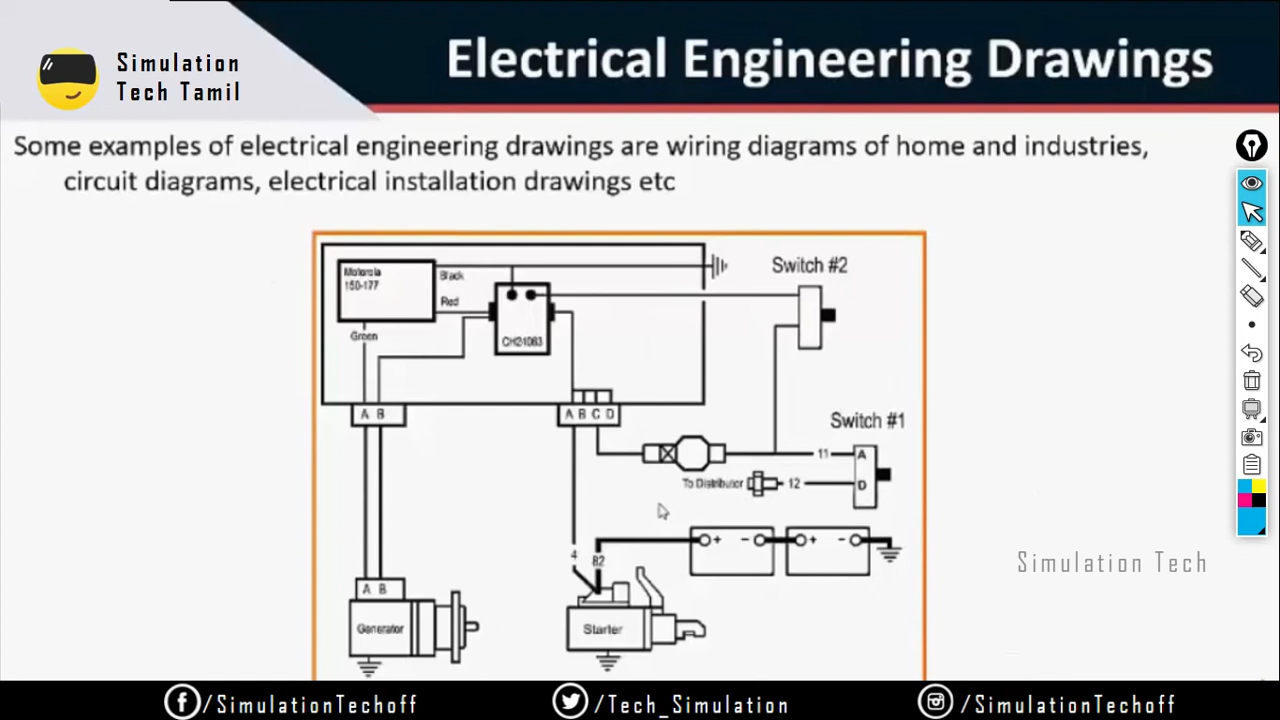 Simulation
Tech Tamil
Electrical Engineering Drawings
Some examples of electrical engineering drawings are wiring diagrams of home and industries,
circuit diagrams, electrical installation drawings etc
Motorola
150-177
Black
Red
Green
CH21083
Switch #2
A B
A B C D
Switch #1
11
A
To Distributor
12
D
4
82
+ − + −
A B
Generator
Starter
Simulation Tech
/SimulationTechoff
/Tech_Simulation
/SimulationTechoff